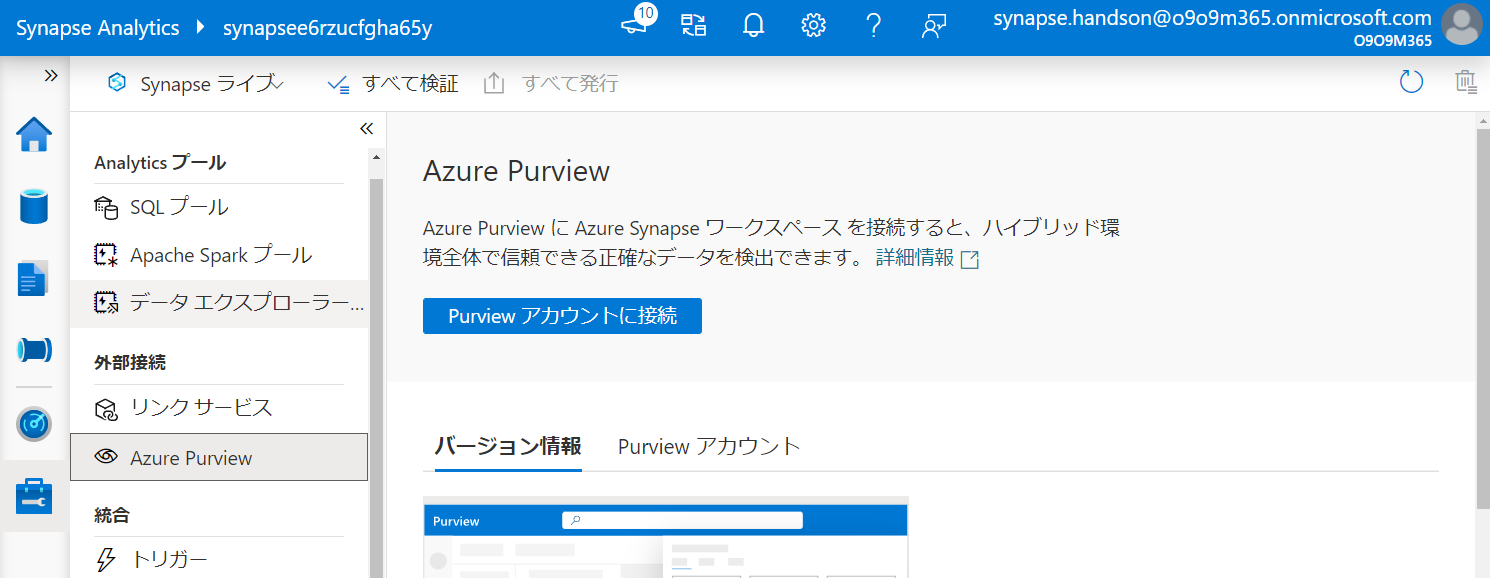 Synapse Analytics synapsee6rzucfgha65y
10
synapse.handson@o9o9m365.onmicrosoft.com
O9O9M365
Synapse ライブ すべて検証 すべて発行
Analytics プール
SQL プール
Apache Spark プール
データ エクスプローラー...
外部接続
リンク サービス
Azure Purview
統合
トリガー
Azure Purview
Azure Purview に Azure Synapse ワークスペース を接続すると、ハイブリッド環
境全体で信頼できる正確なデータを検出できます。 詳細情報
Purview アカウントに接続
バージョン情報 Purview アカウント
Purview